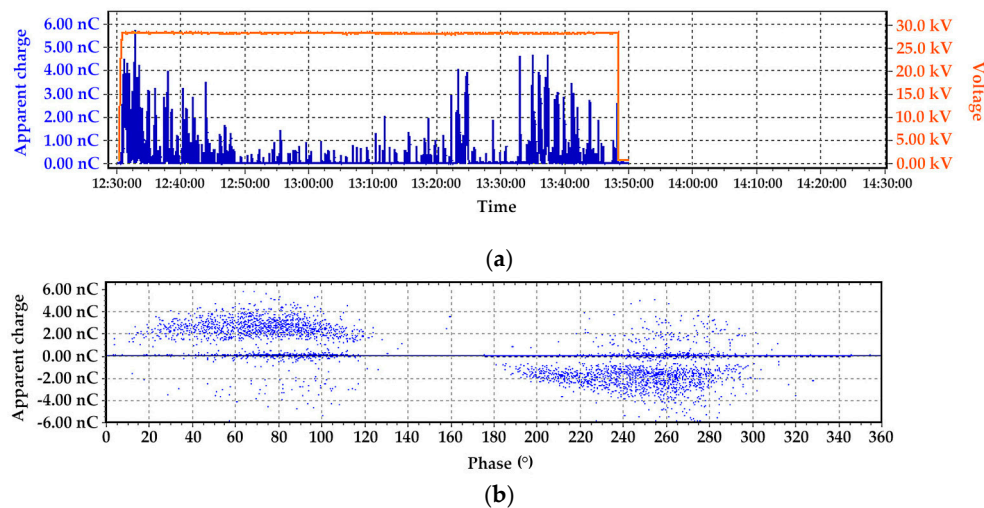 6.00 nC
5.00 nC
4.00 nC
3.00 nC
2.00 nC
1.00 nC
0.00 nC
Apparent charge
30.0 kV
25.0 kV
20.0 kV
15.0 kV
10.0 kV
5.00 kV
0.00 kV
Voltage
12:30:00 12:40:00 12:50:00 13:00:00 13:10:00 13:20:00 13:30:00 13:40:00 13:50:00 14:00:00 14:10:00 14:20:00 14:30:00
Time
(a)
6.00 nC
4.00 nC
2.00 nC
0.00 nC
-2.00 nC
-4.00 nC
-6.00 nC
Apparent charge
0 20 40 60 80 100 120 140 160 180 200 220 240 260 280 300 320 340 360
Phase (°)
(b)